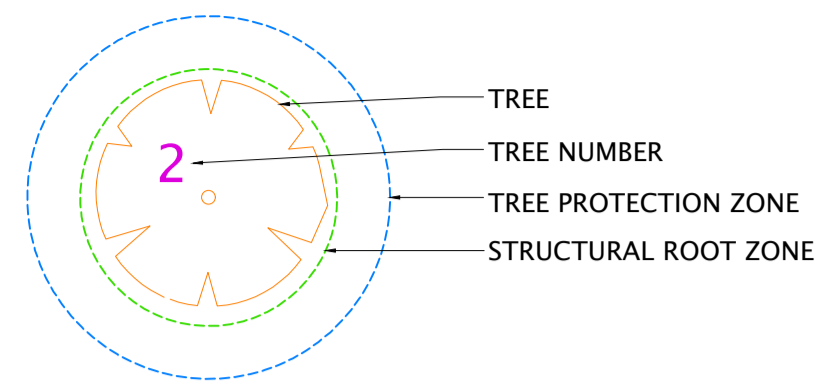 TREE
2
TREE NUMBER
TREE PROTECTION ZONE
STRUCTURAL ROOT ZONE